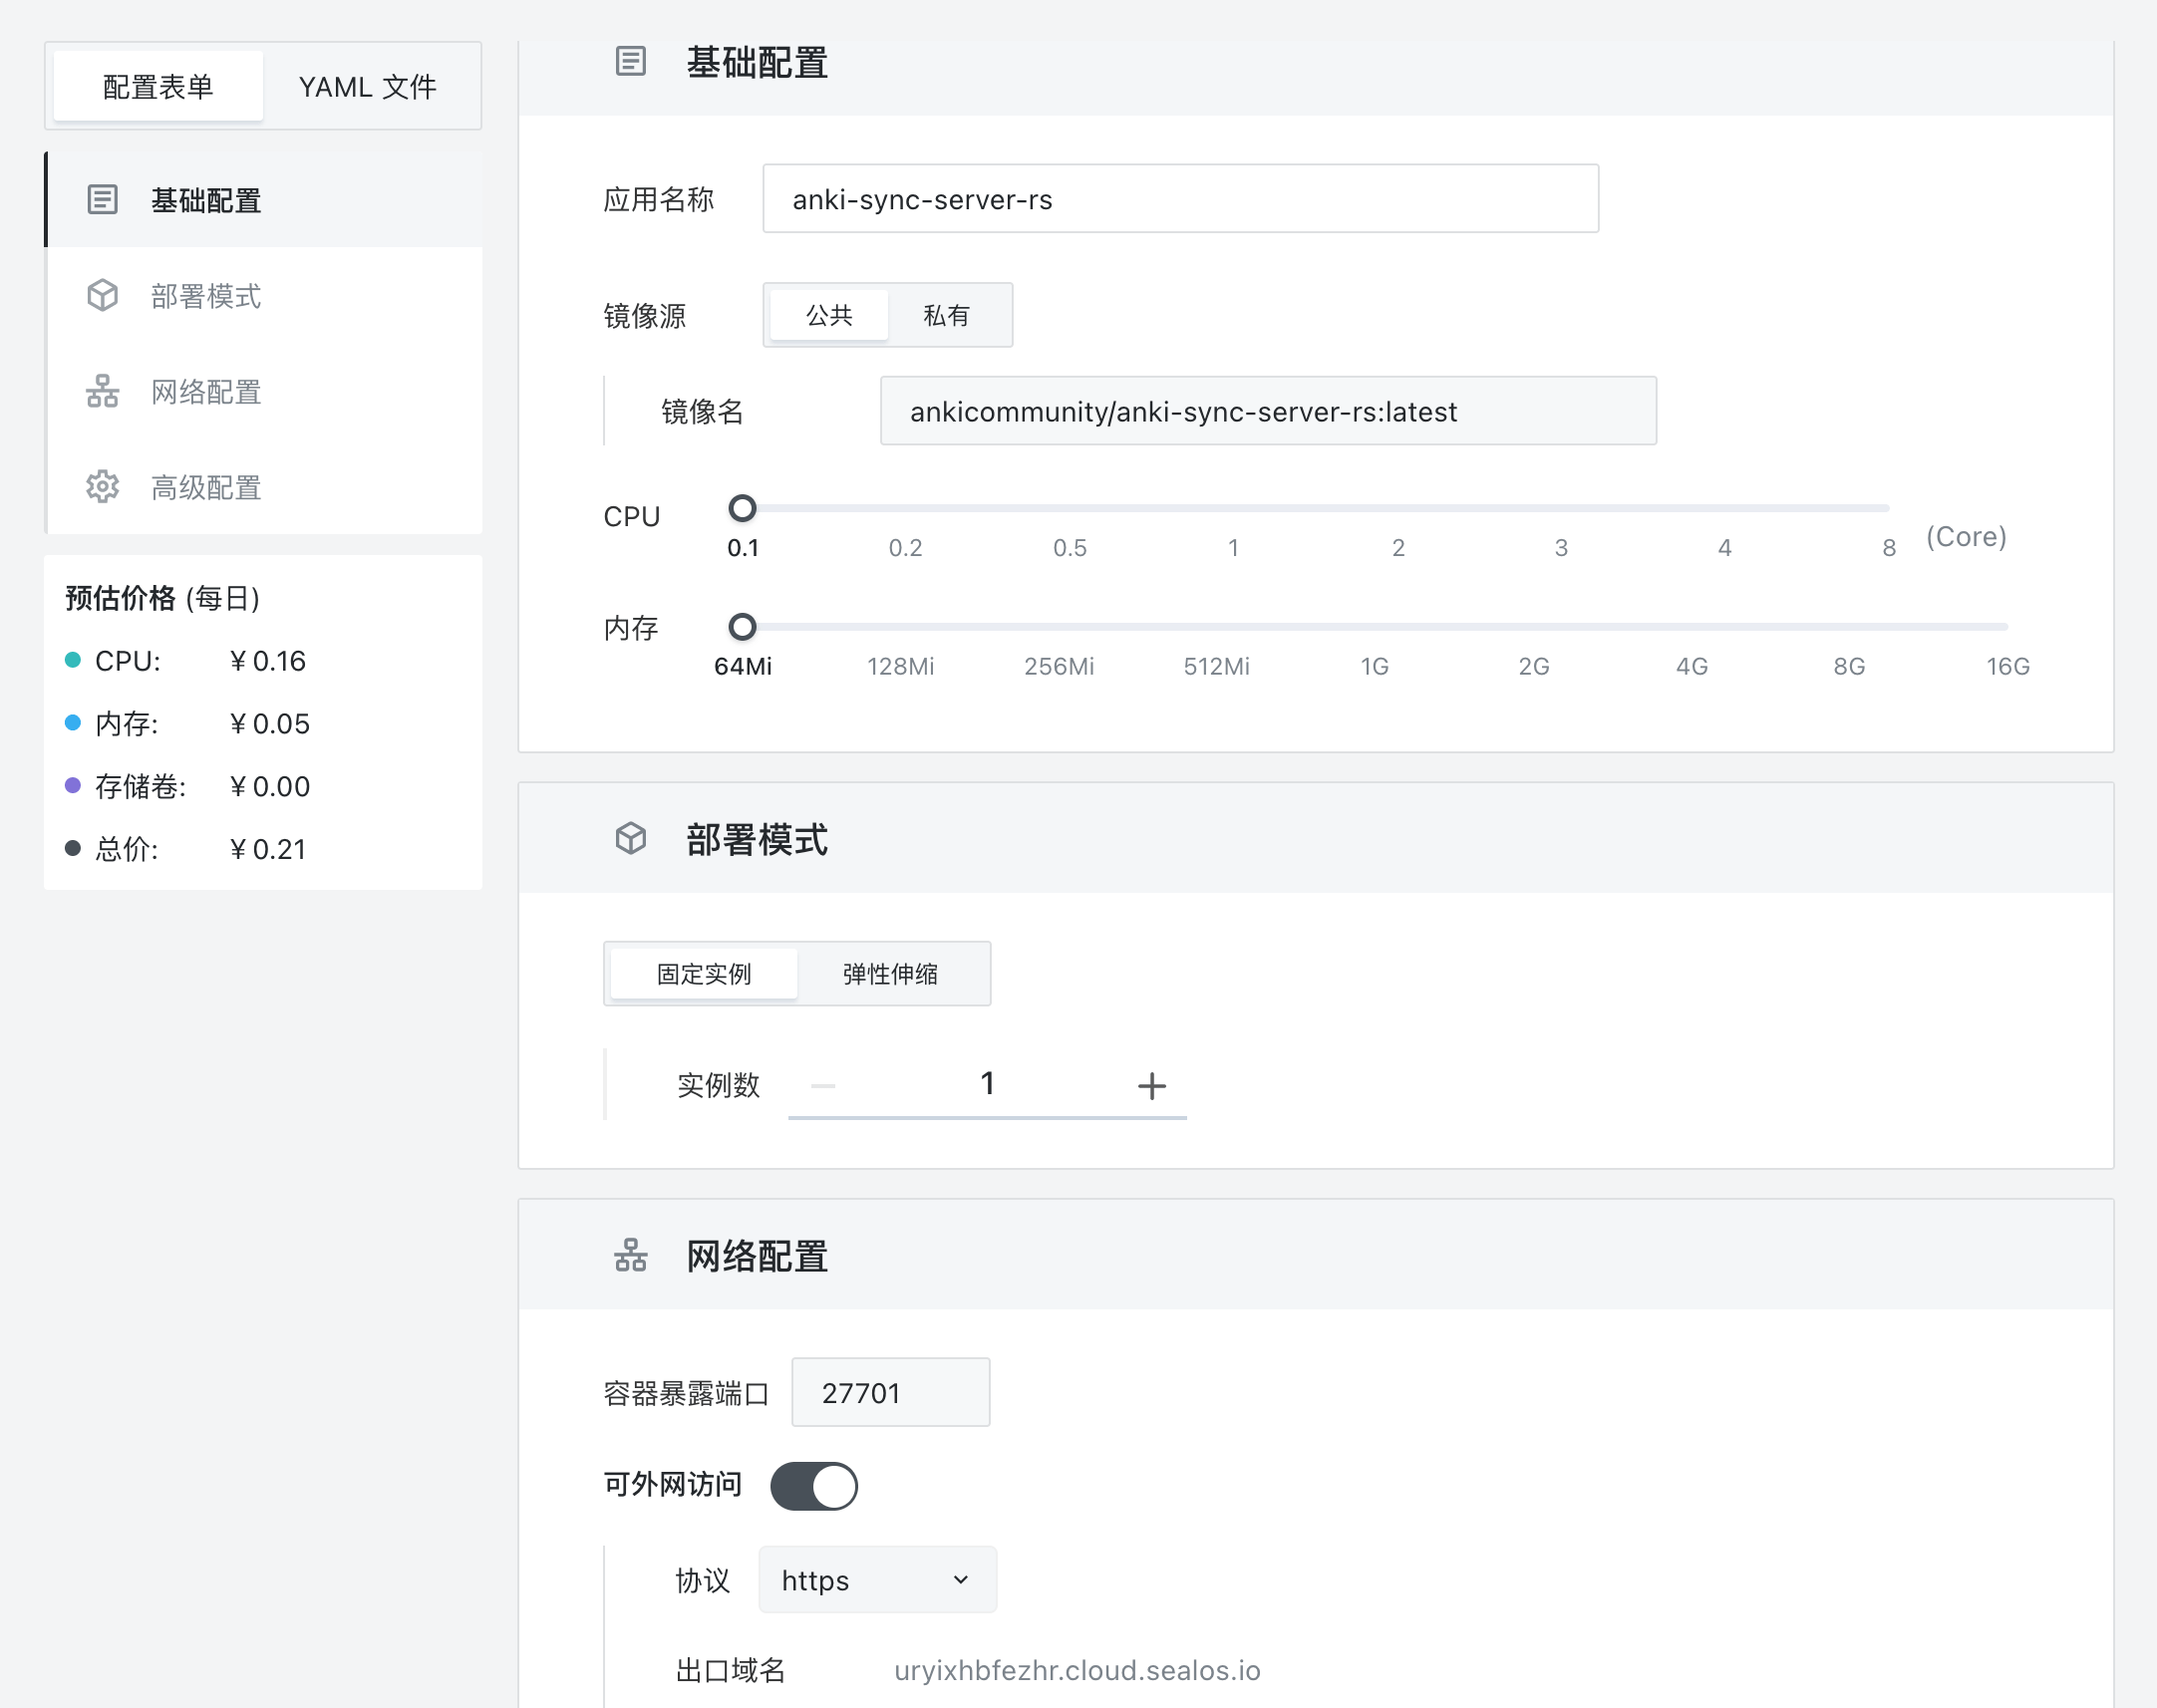 配置表单
YAML 文件
基础配置
部署模式
网络配置
高级配置
预估价格 (每日)
CPU: ¥ 0.16
内存: ¥ 0.05
存储卷: ¥ 0.00
总价: ¥ 0.21
基础配置
应用名称 anki-sync-server-rs
镜像源 公共 私有
镜像名 ankicommunity/anki-sync-server-rs:latest
CPU
0.1 0.2 0.5 1 2 3 4 8 (Core)
内存
64Mi 128Mi 256Mi 512Mi 1G 2G 4G 8G 16G
部署模式
固定实例 弹性伸缩
实例数 1
网络配置
容器暴露端口 27701
可外网访问
协议 https
出口域名 uryixhbfezhr.cloud.sealos.io